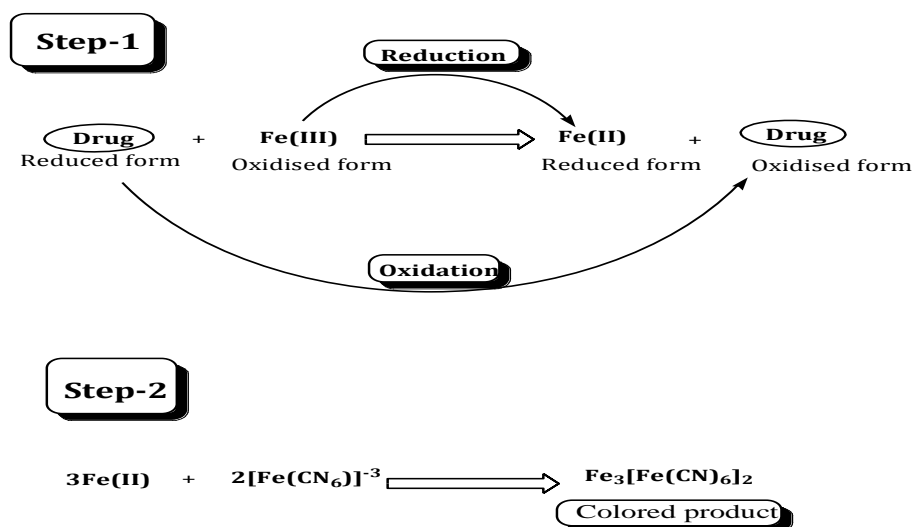 Step-1
Reduction
Drug + Fe(III) Fe(II) + Drug
Reduced form Oxidised form Reduced form Oxidised form
Oxidation
Step-2
3Fe(II) + 2[Fe(CN₆)]⁻³ Fe₃[Fe(CN)₆]₂
Colored product